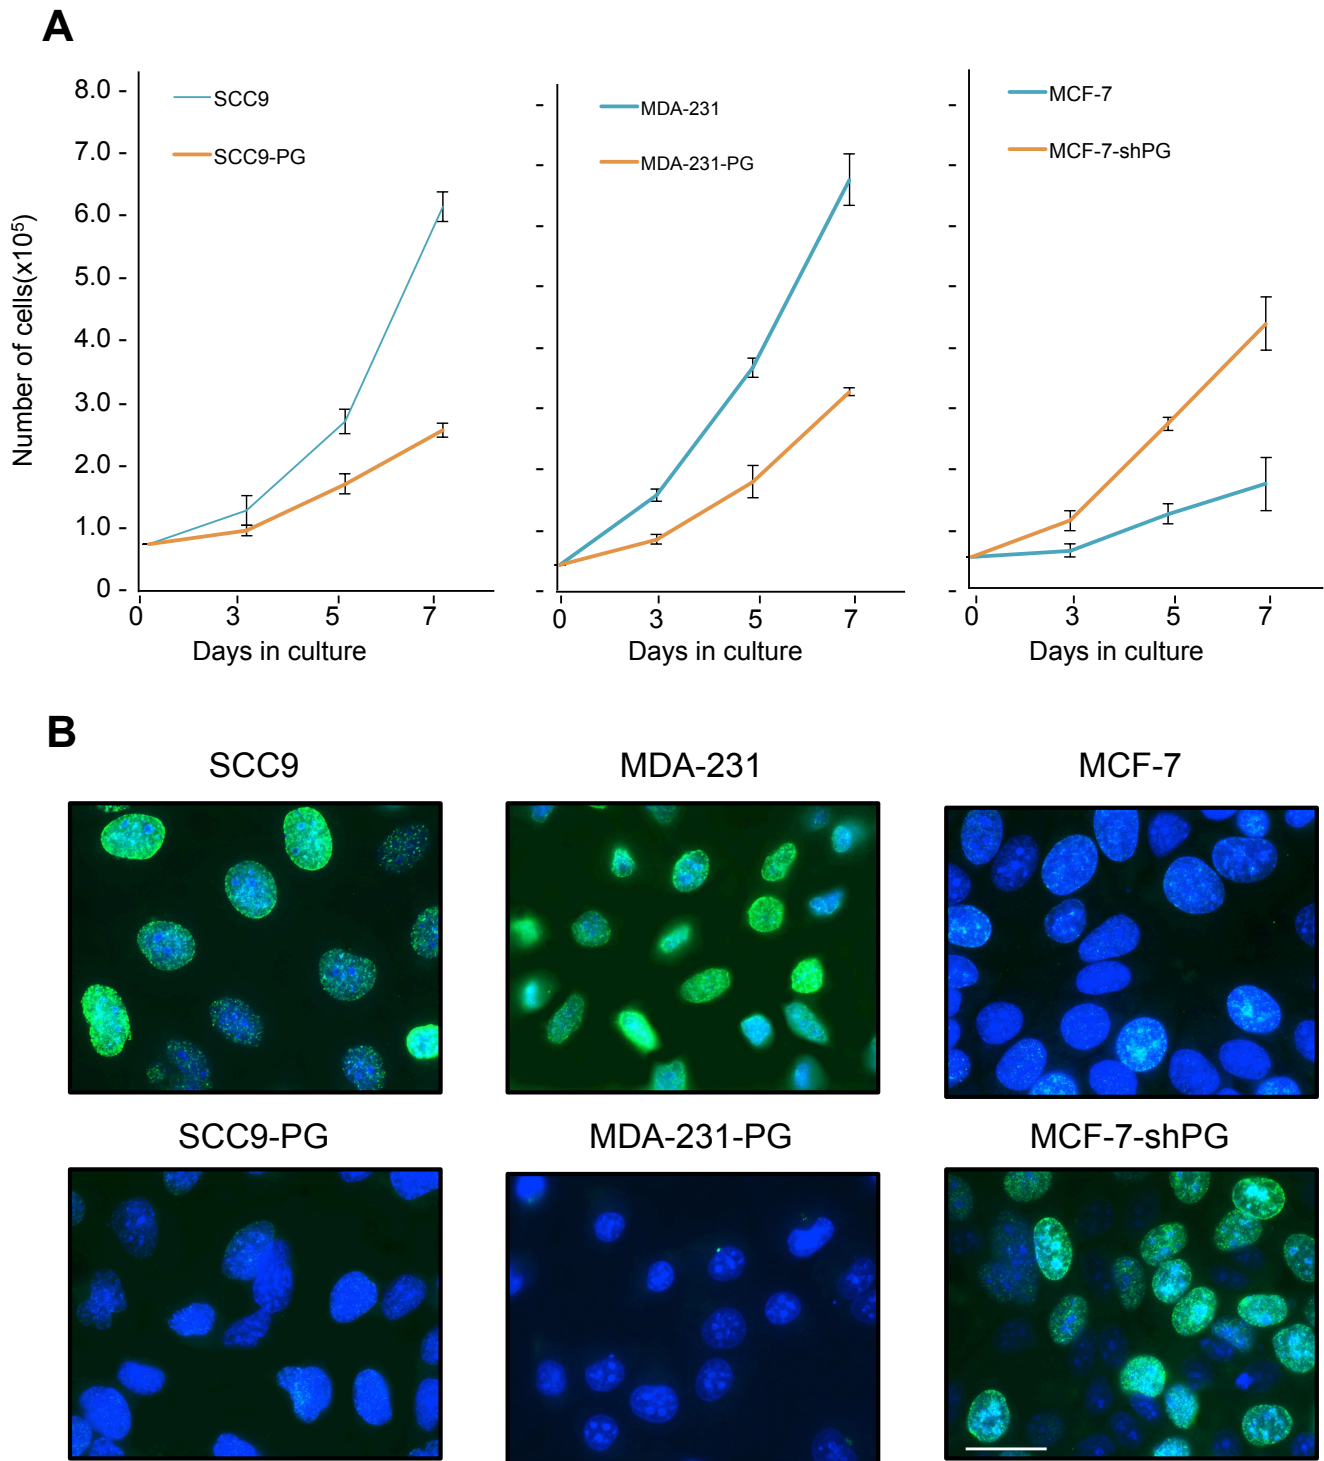 A
8.0 -
7.0 -
6.0 -
5.0 -
4.0 -
3.0 -
2.0 -
1.0 -
0 -
Number of cells(x10⁵)
SCC9
SCC9-PG
0 3 5 7
Days in culture
MDA-231
MDA-231-PG
0 3 5 7
Days in culture
MCF-7
MCF-7-shPG
0 3 5 7
Days in culture
B
SCC9
MDA-231
MCF-7
SCC9-PG
MDA-231-PG
MCF-7-shPG